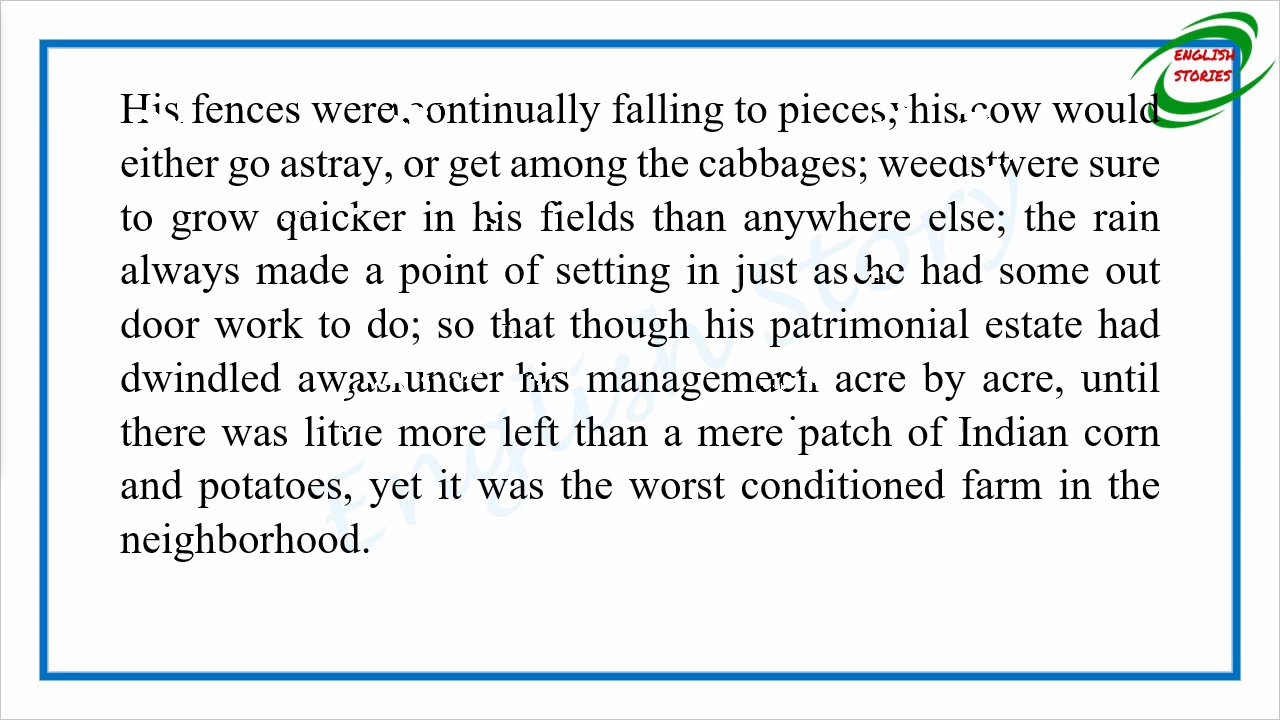 ENGLISH
STORIES
His fences were continually falling to pieces; his cow would
either go astray, or get among the cabbages; weeds were sure
to grow quicker in his fields than anywhere else; the rain
always made a point of setting in just as he had some out
door work to do; so that though his patrimonial estate had
dwindled away under his management, acre by acre, until
there was little more left than a mere patch of Indian corn
and potatoes, yet it was the worst conditioned farm in the
neighborhood.
English Story